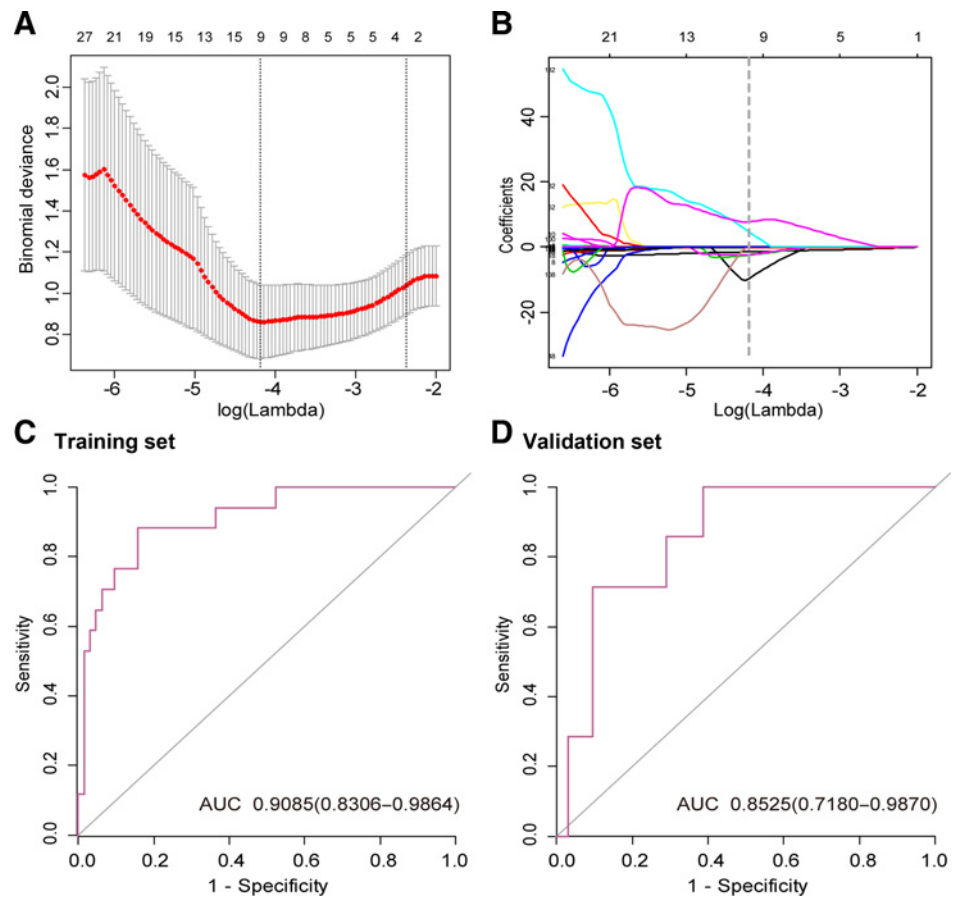 A
27 21 19 15 13 15 9 9 8 5 5 5 4 2
Binomial deviance
2.0
1.8
1.6
1.4
1.2
1.0
0.8
-6 -5 -4 -3 -2
log(Lambda)
B
21 13 9 5 1
Coefficients
40
20
0
-20
-6 -5 -4 -3 -2
Log(Lambda)
C Training set
Sensitivity
1.0
0.8
0.6
0.4
0.2
0.0
AUC 0.9085(0.8306–0.9864)
0.0 0.2 0.4 0.6 0.8 1.0
1 - Specificity
D Validation set
Sensitivity
1.0
0.8
0.6
0.4
0.2
0.0
AUC 0.8525(0.7180–0.9870)
0.0 0.2 0.4 0.6 0.8 1.0
1 - Specificity